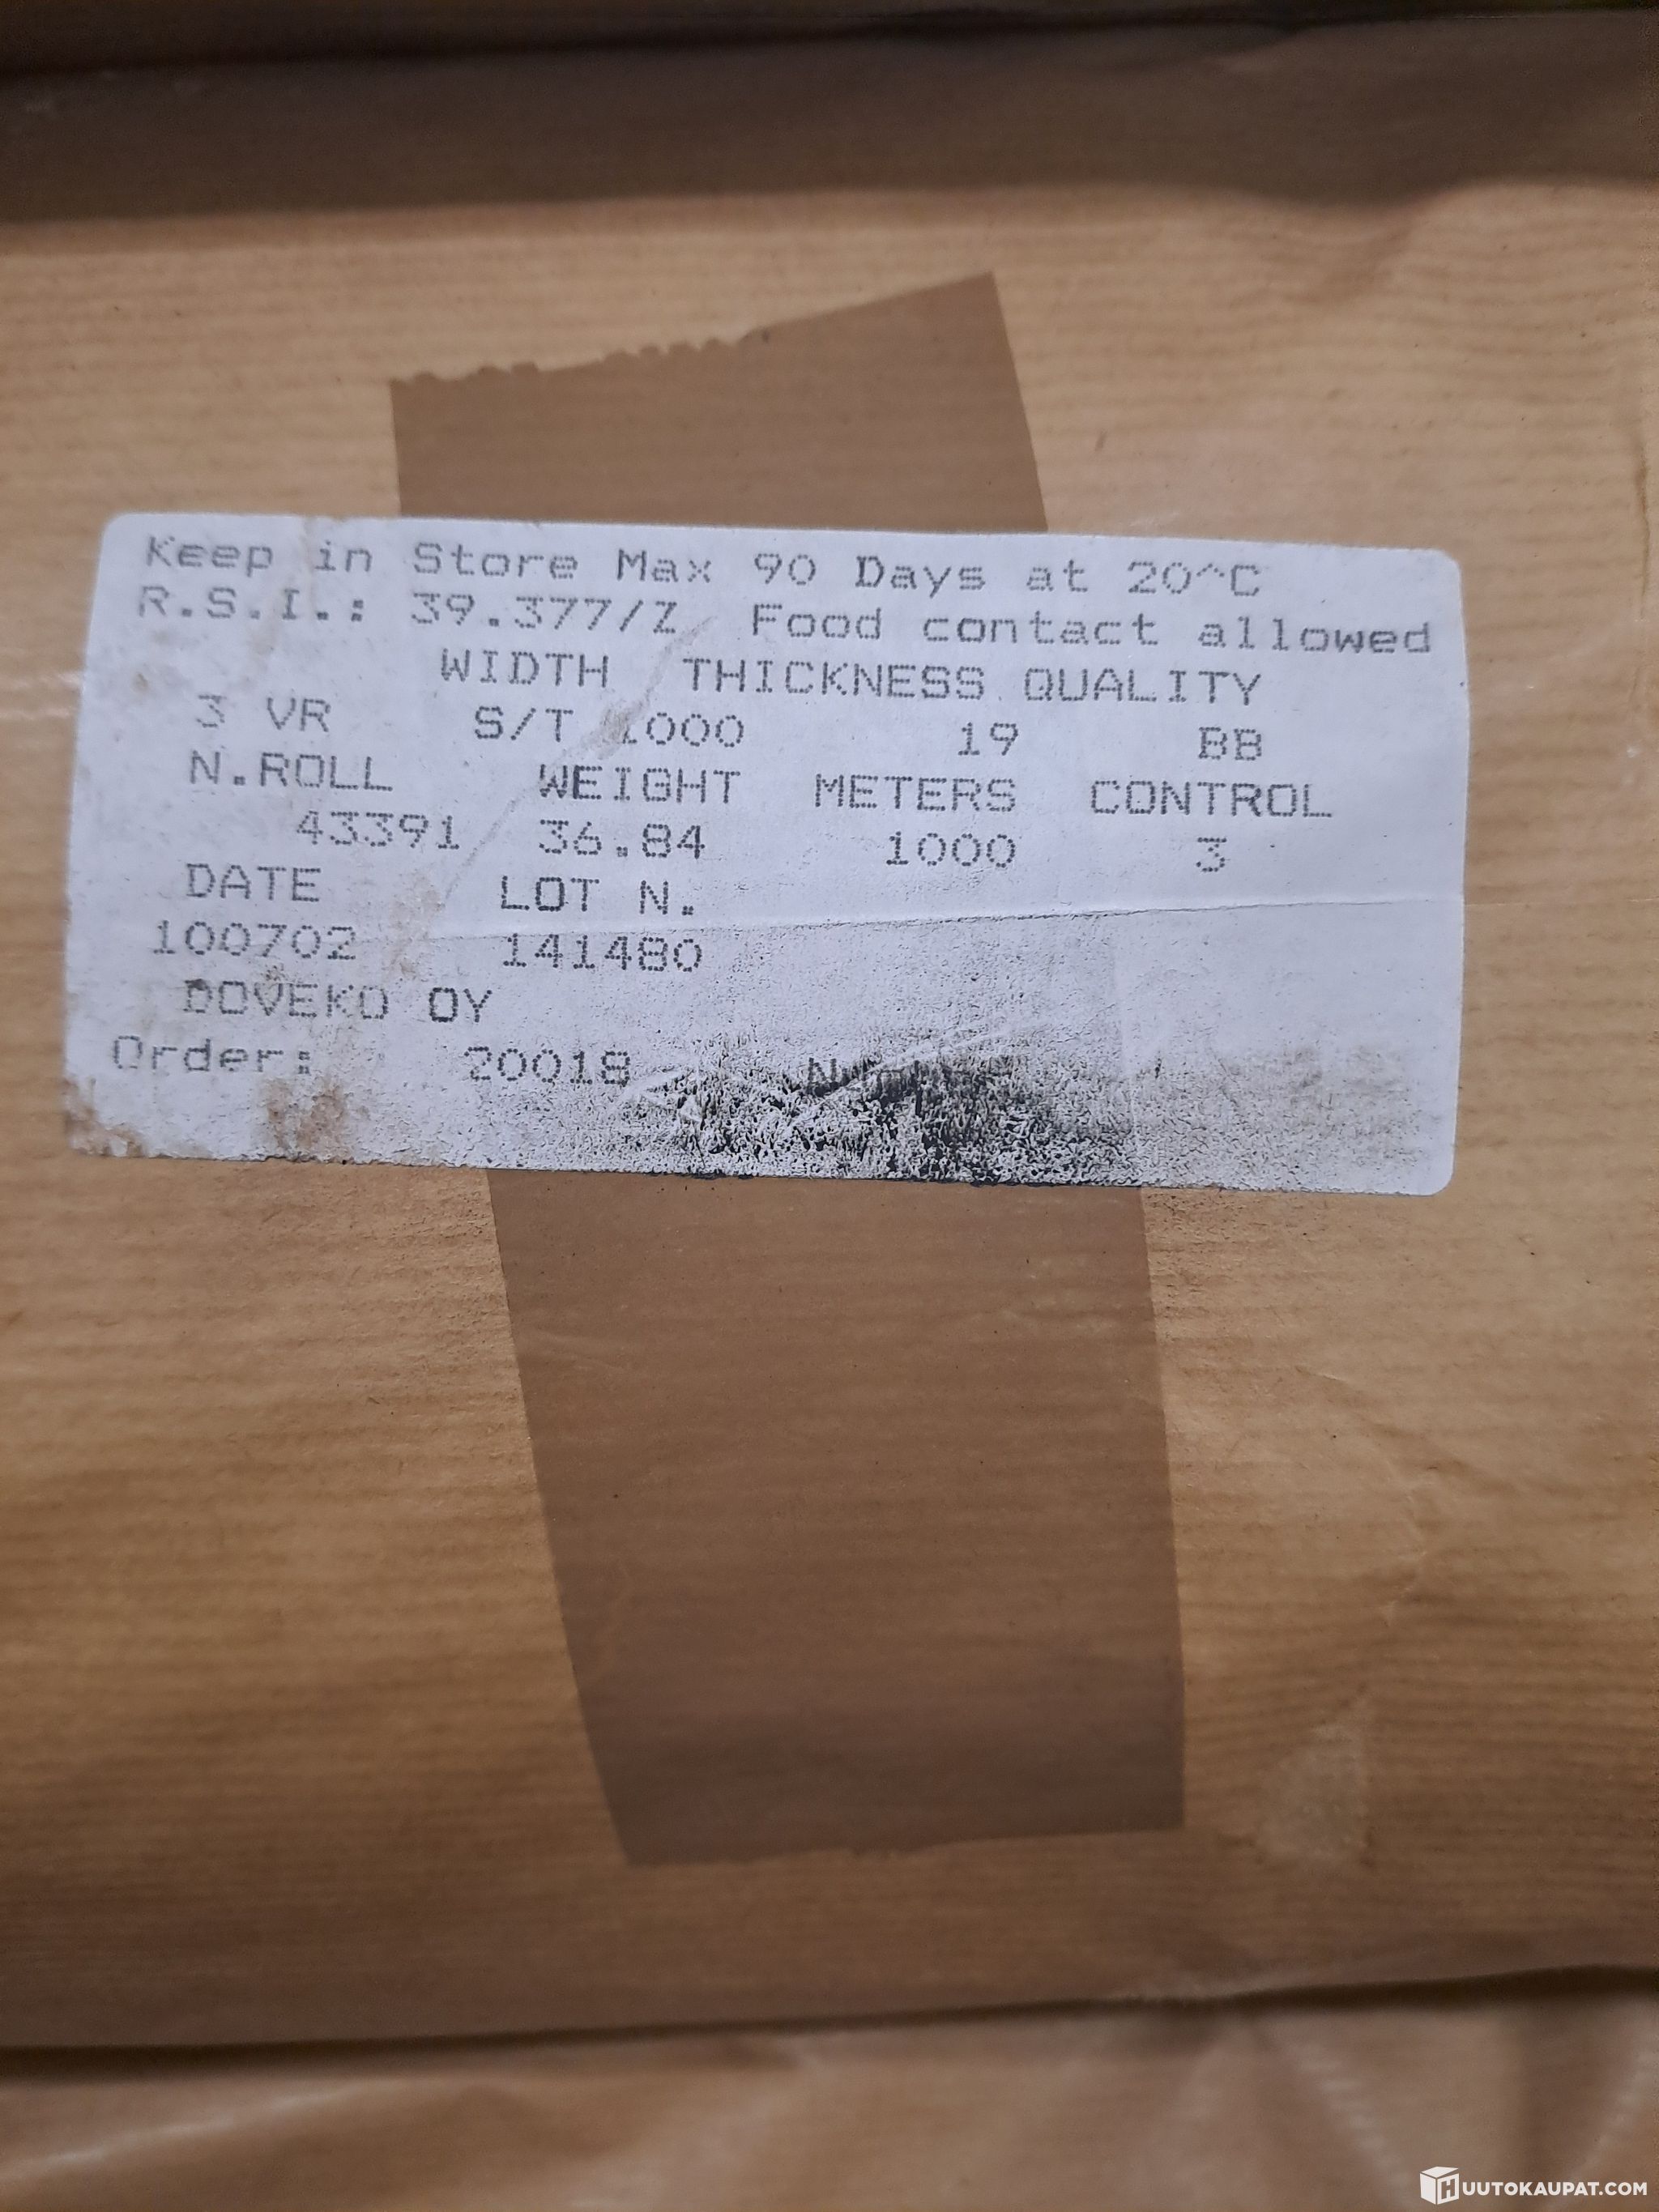 Keep in Store Max 90 Days at 20^C
R.S.I.: 39.377/Z Food contact allowed
WIDTH THICKNESS QUALITY
3 VR S/T 1000 19 BB
N.ROLL WEIGHT METERS CONTROL
43391 36.84 1000 3
DATE LOT N.
100702 141480
DOVEKO OY
Order: 20018
HUUTOKAUPAT.COM